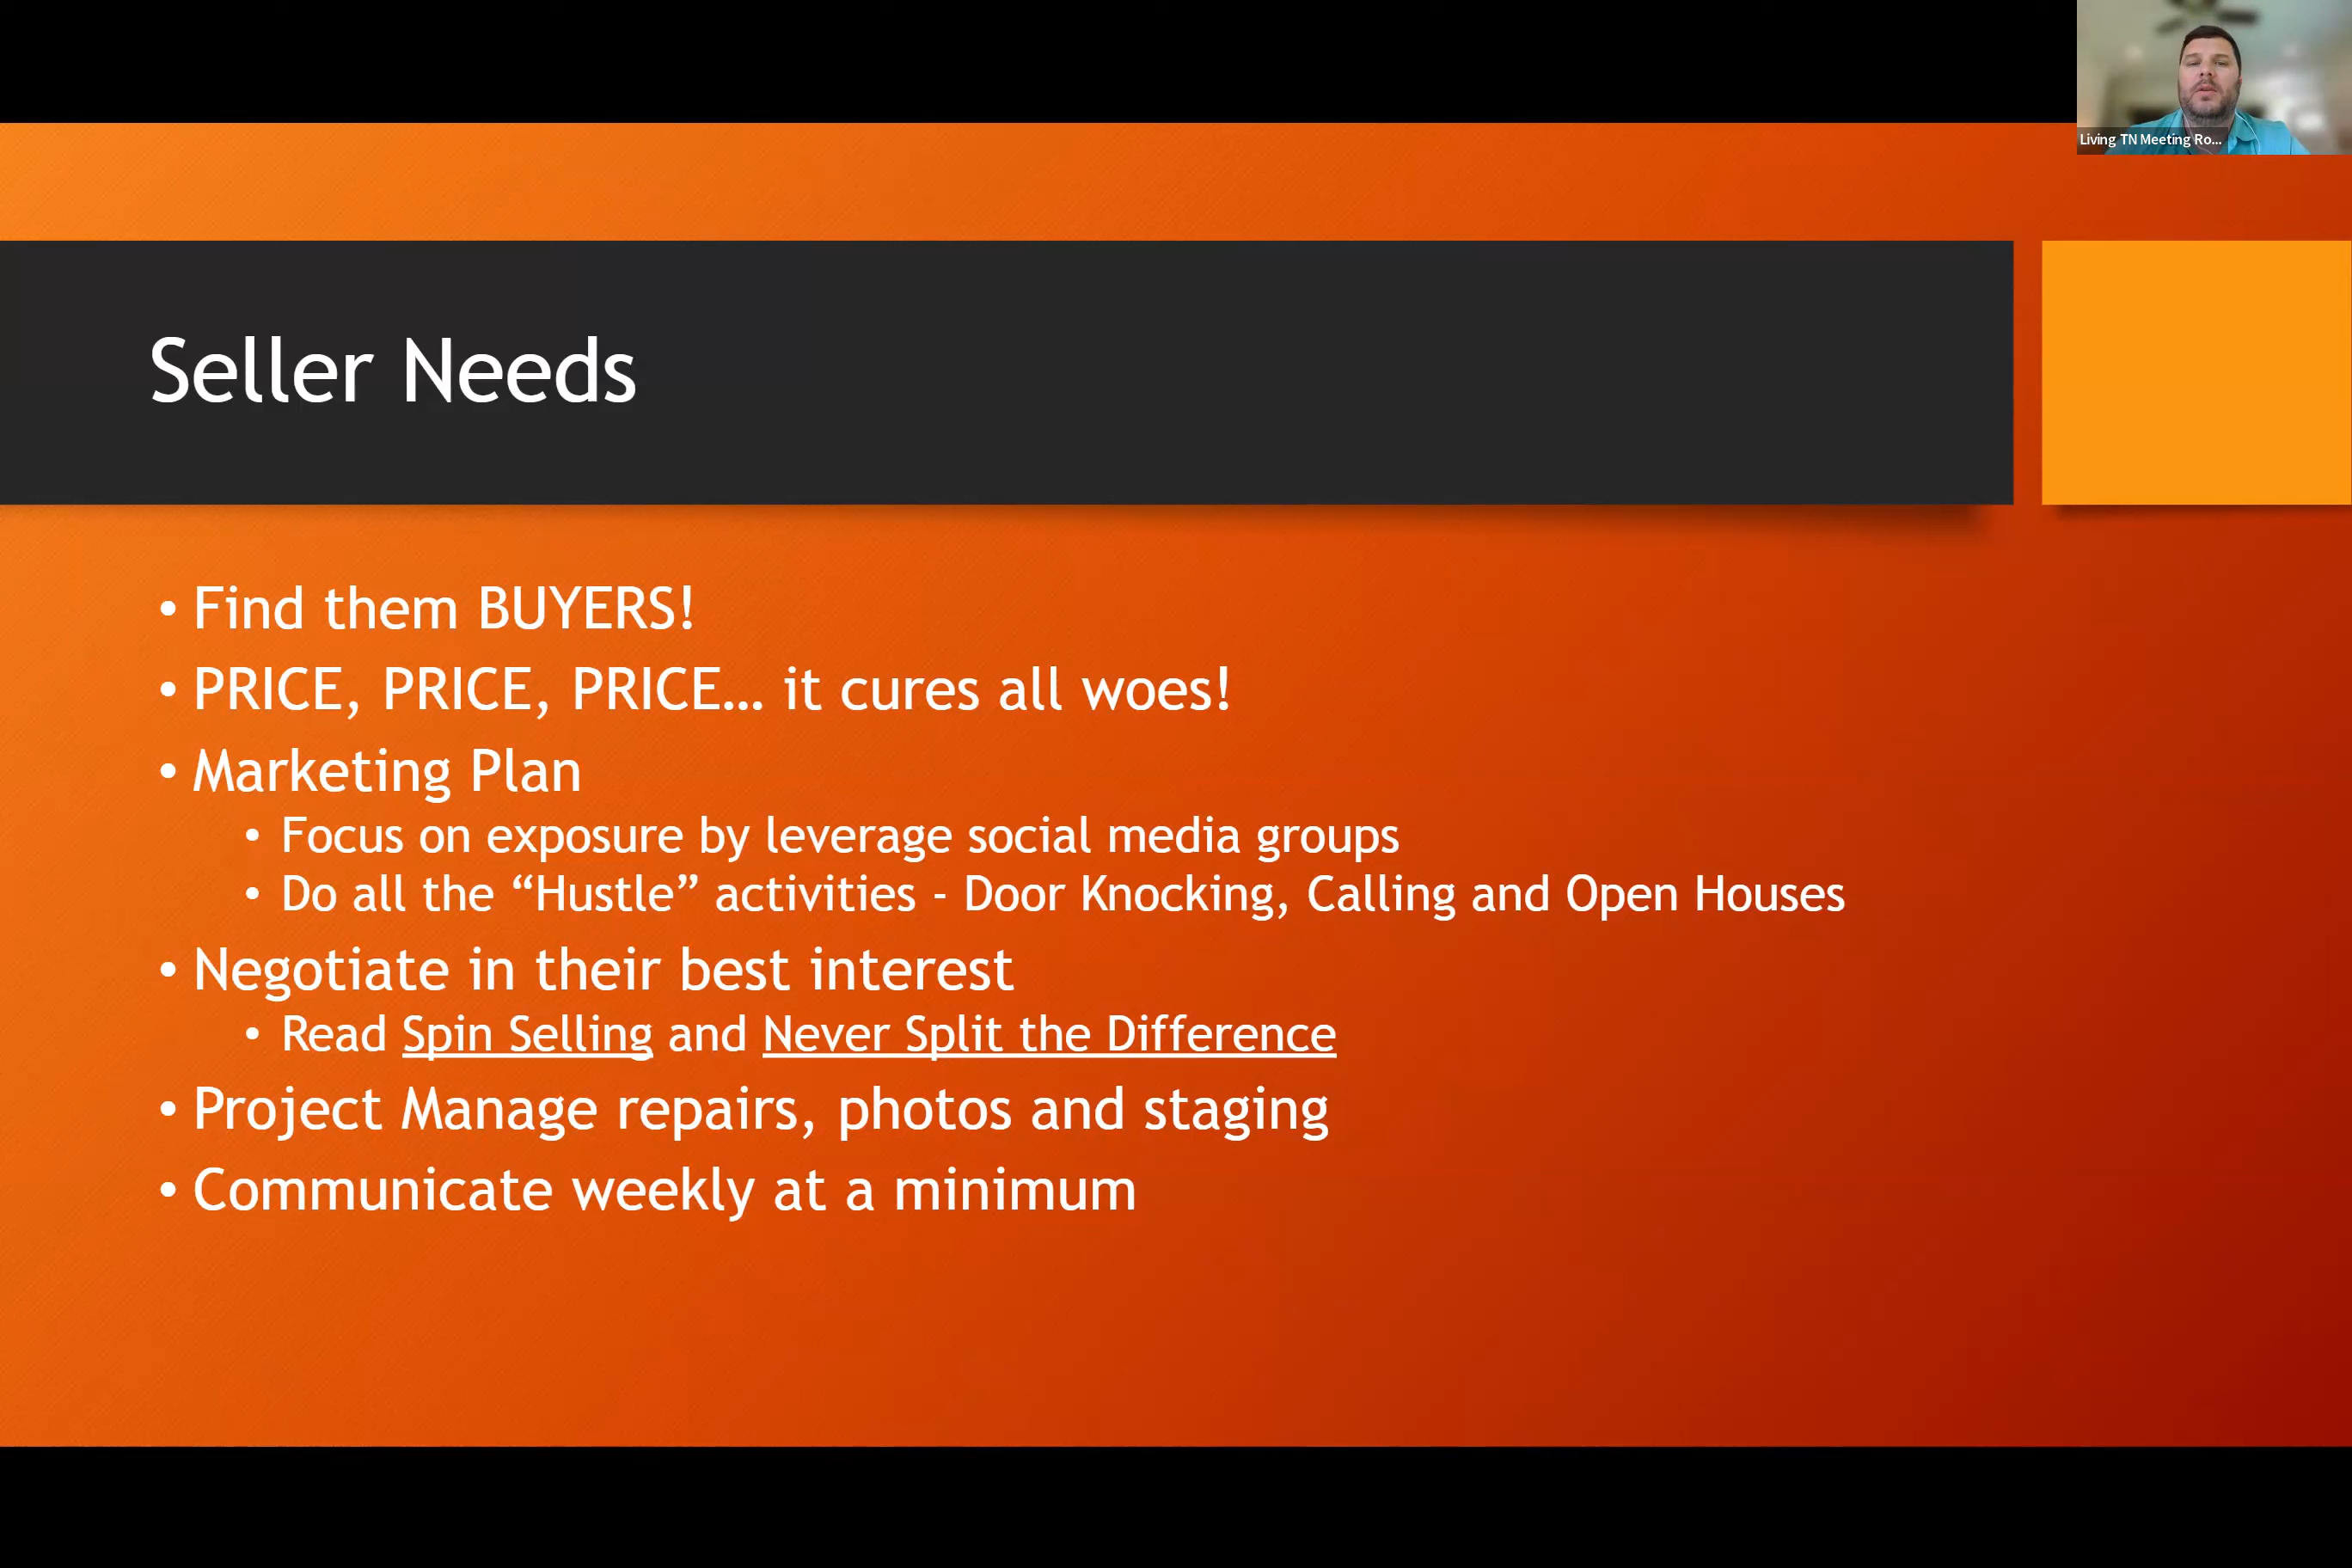 Living TN Meeting Ro...
Seller Needs
• Find them BUYERS!
• PRICE, PRICE, PRICE… it cures all woes!
• Marketing Plan
• Focus on exposure by leverage social media groups
• Do all the “Hustle” activities - Door Knocking, Calling and Open Houses
• Negotiate in their best interest
• Read Spin Selling and Never Split the Difference
• Project Manage repairs, photos and staging
• Communicate weekly at a minimum